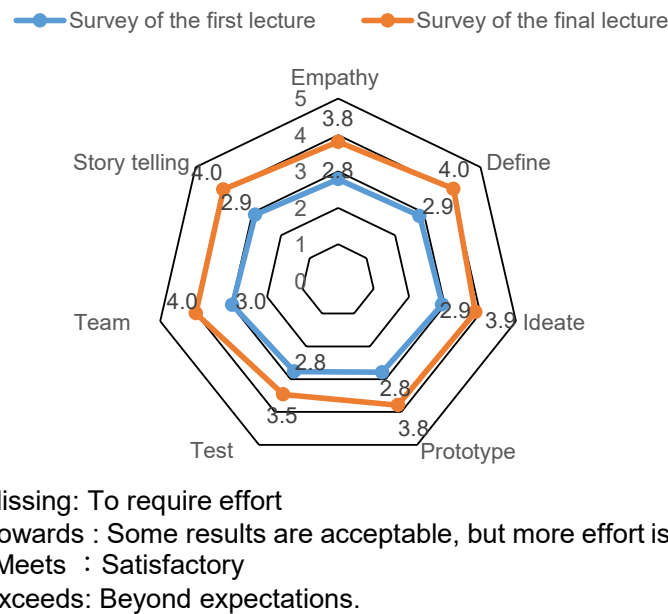 Survey of the first lecture Survey of the final lecture
Empathy
5
3.8
4
Story telling 4.0 3 2.8 4.0 Define
2.9 2 2.9
1
0
4.0 3.0 2.9
Team 3.9 Ideate
2.8 2.8
3.5 3.8
Test Prototype
issing: To require effort
owards : Some results are acceptable, but more effort is
Meets ：Satisfactory
xceeds: Beyond expectations.